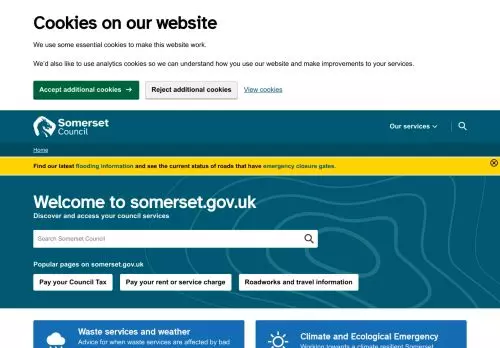 Cookies on our website
We use some essential cookies to make this website work.
We'd also like to use analytics cookies so we can understand how you use our website and make improvements to your services.
Accept additional cookies
Reject additional cookies
View cookies
Somerset
Council
Our services
Home
Find our latest flooding information and see the current status of roads that have emergency closure gates.
Welcome to somerset.gov.uk
Discover and access your council services
Search Somerset Council
Popular pages on somerset.gov.uk
Pay your Council Tax
Pay your rent or service charge
Roadworks and travel information
Waste services and weather
Advice for when waste services are affected by bad
Climate and Ecological Emergency
Working towards a climate resilient Somerset